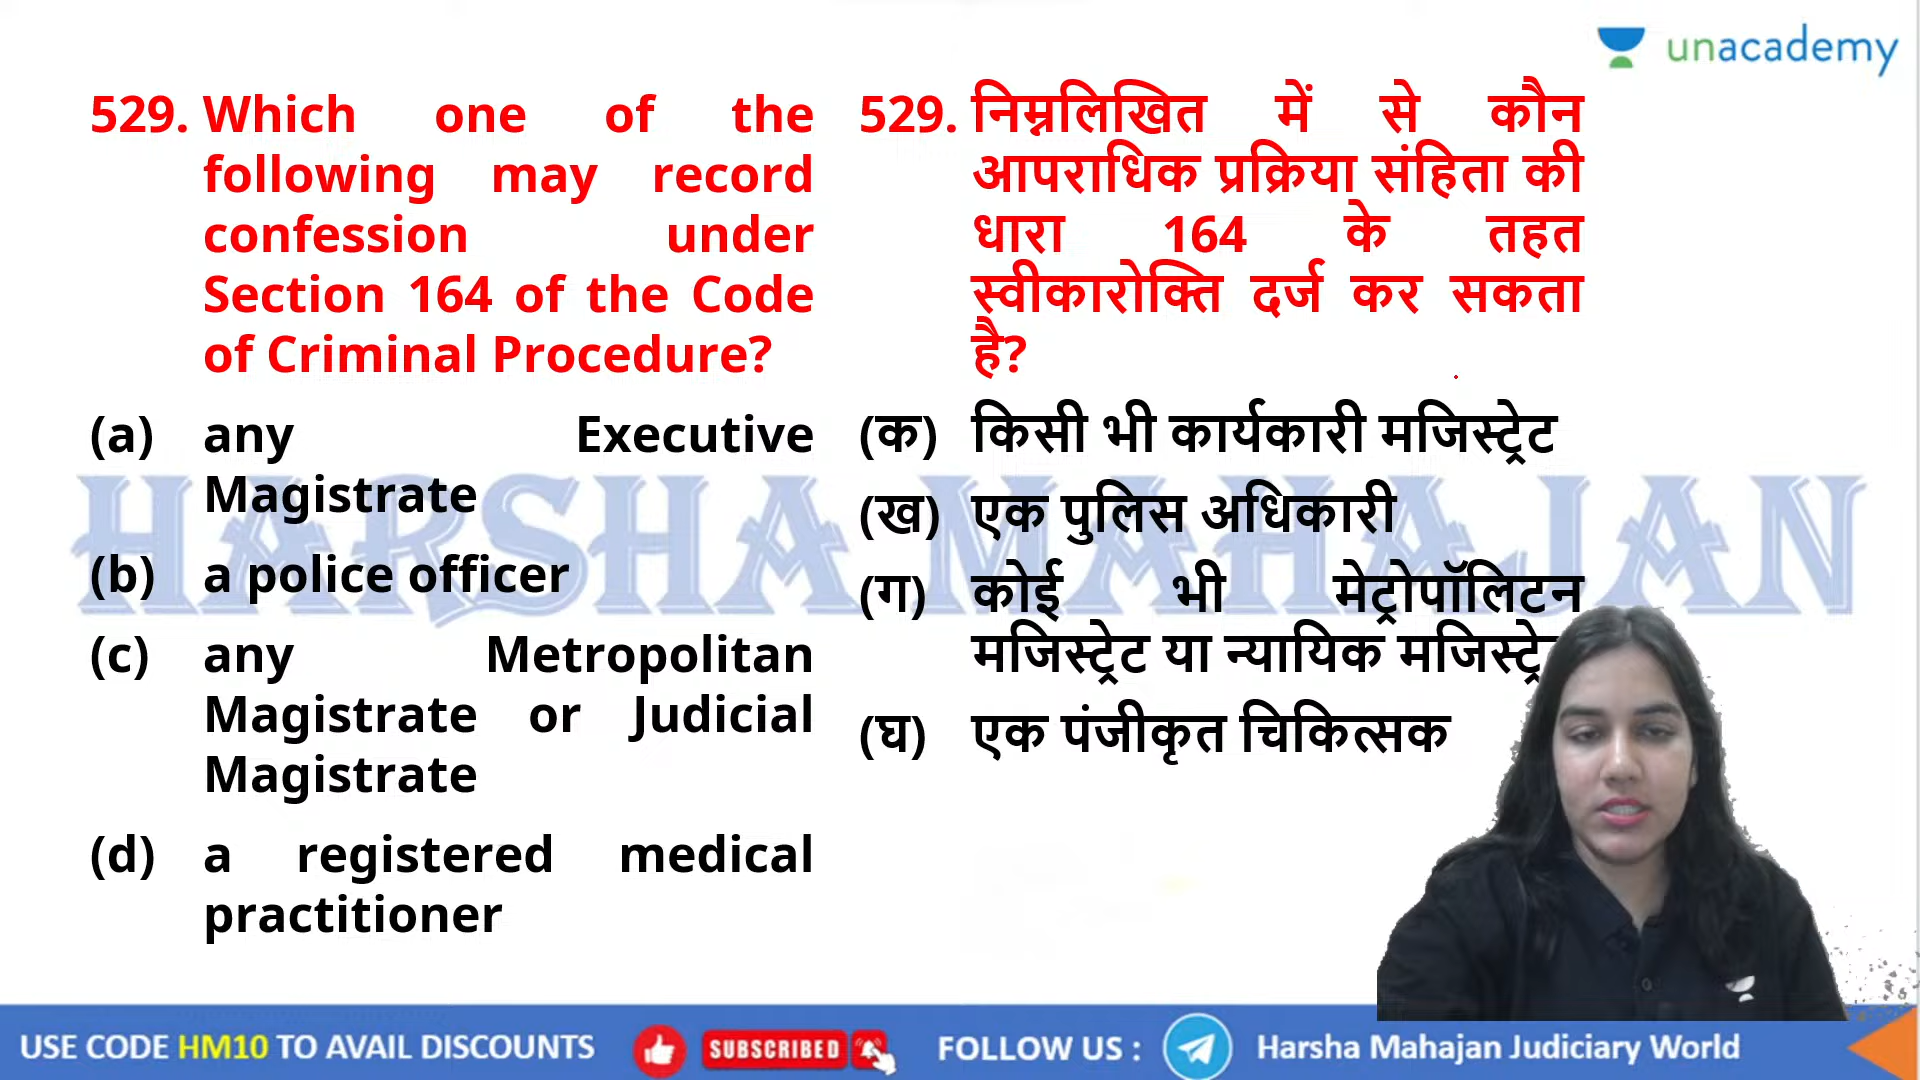 unacademy
529. Which one of the
following may record
confession under
Section 164 of the Code
of Criminal Procedure?
(a) any Executive
Magistrate
(b) a police officer
(c) any Metropolitan
Magistrate or Judicial
Magistrate
(d) a registered medical
practitioner
529. निम्नलिखित में से कौन
आपराधिक प्रक्रिया संहिता की
धारा 164 के तहत
स्वीकारोक्ति दर्ज कर सकता
है?
(क) किसी भी कार्यकारी मजिस्ट्रेट
(ख) एक पुलिस अधिकारी
(ग) कोई भी मेट्रोपॉलिटन
मजिस्ट्रेट या न्यायिक
(घ) एक पंजीकृत चिकित्सक
HARSHA MAHAJAN
USE CODE HM10 TO AVAIL DISCOUNTS
SUBSCRIBED
FOLLOW US :
Harsha Mahajan Judiciary World